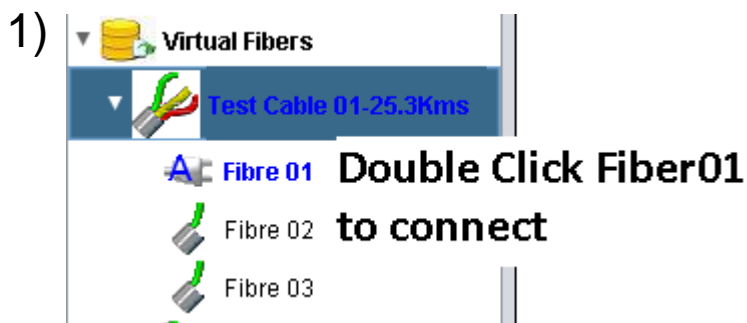 1)
Virtual Fibers
Test Cable 01-25.3Kms
A Fibre 01
Double Click Fiber01
to connect
Fibre 02
Fibre 03